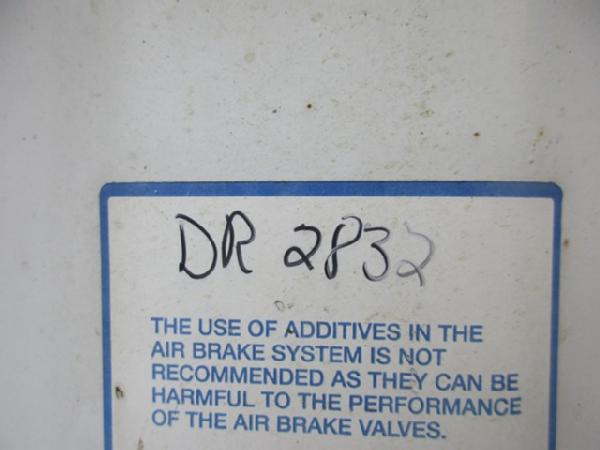 DR 2832
THE USE OF ADDITIVES IN THE
AIR BRAKE SYSTEM IS NOT
RECOMMENDED AS THEY CAN BE
HARMFUL TO THE PERFORMANCE
OF THE AIR BRAKE VALVES.